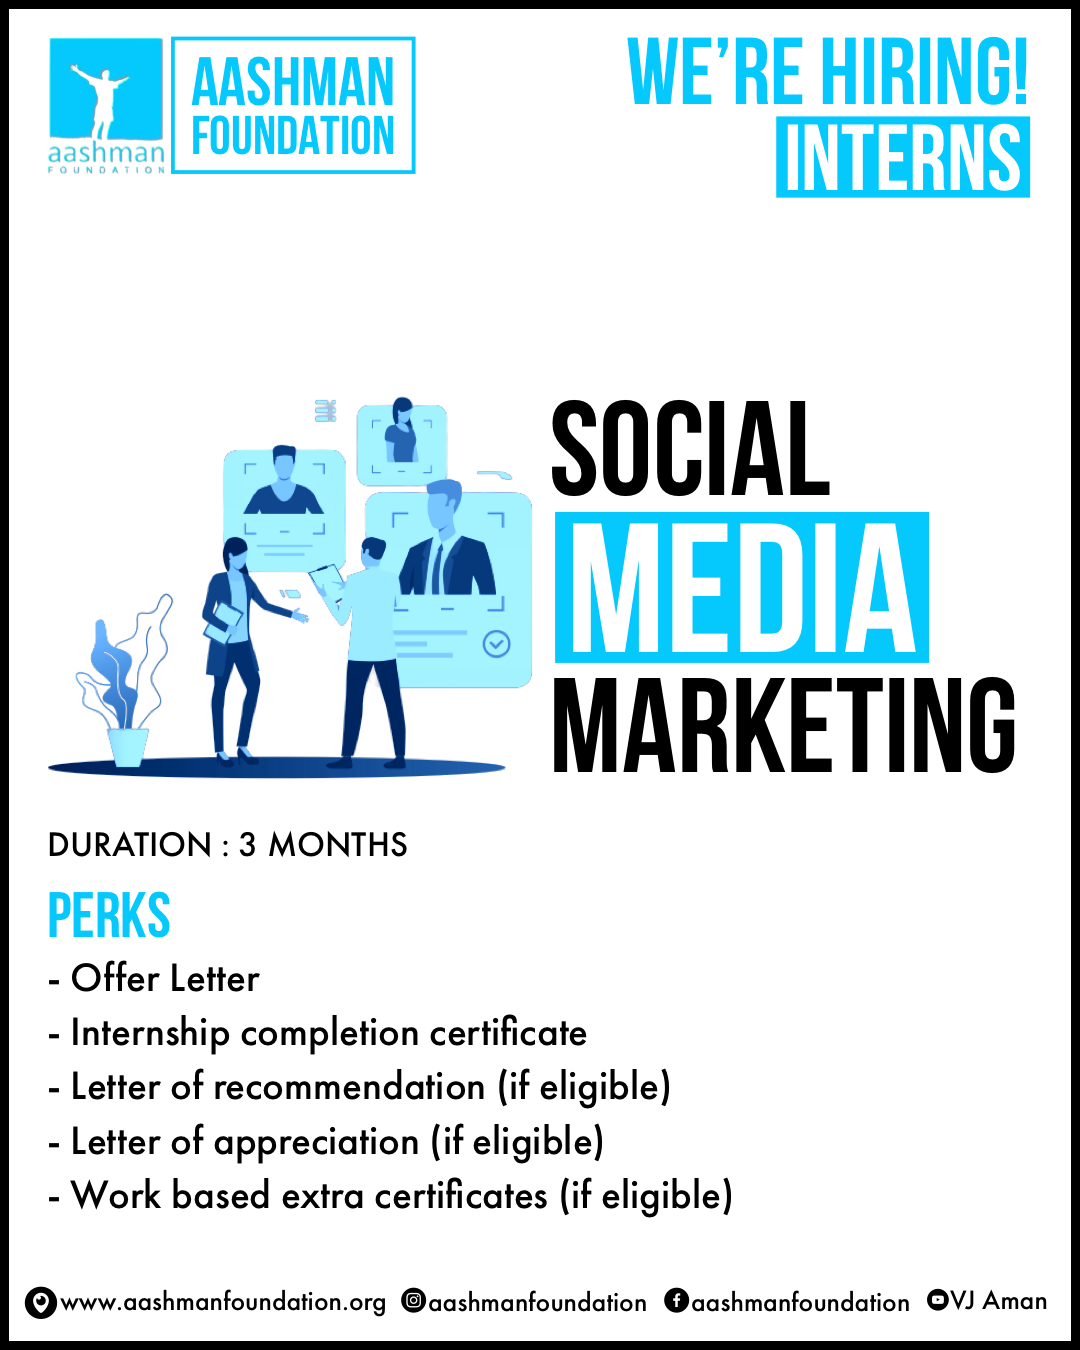 aashman
FOUNDATION
AASHMAN
FOUNDATION
WE'RE HIRING!
INTERNS
SOCIAL
MEDIA
MARKETING
DURATION : 3 MONTHS
PERKS
- Offer Letter
- Internship completion certificate
- Letter of recommendation (if eligible)
- Letter of appreciation (if eligible)
- Work based extra certificates (if eligible)
www.aashmanfoundation.org aashmanfoundation aashmanfoundation VJ Aman